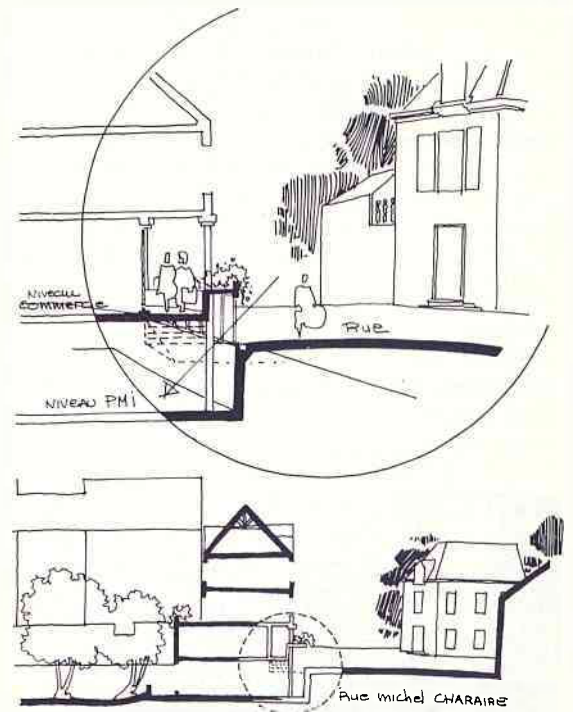 NIVEAU
COMMERCE
Rue
NIVEAU PMI
Rue michel CHARAIRE